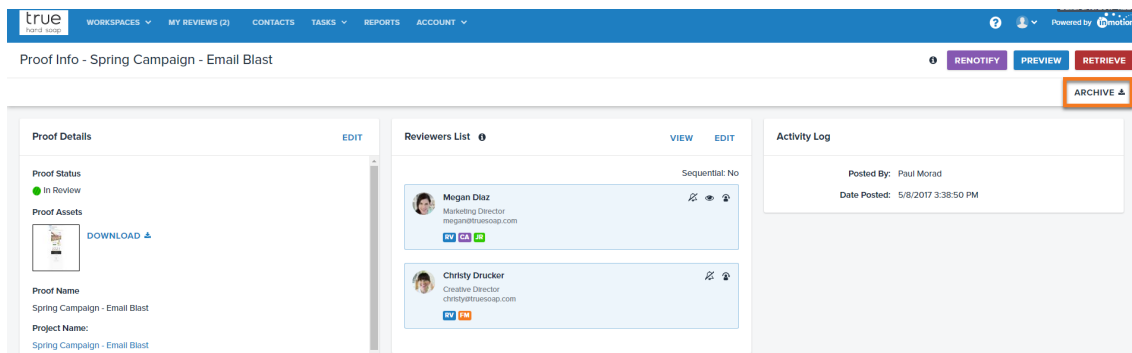 true
hand soap
WORKSPACES MY REVIEWS (2) CONTACTS TASKS REPORTS ACCOUNT
? Powered by inmotion
Proof Info - Spring Campaign - Email Blast
RENOTIFY PREVIEW RETRIEVE
ARCHIVE
Proof Details EDIT
Proof Status
In Review
Proof Assets
DOWNLOAD
Proof Name
Spring Campaign - Email Blast
Project Name:
Spring Campaign - Email Blast
Reviewers List VIEW EDIT
Sequential: No
Megan Diaz
Marketing Director
megan@truesoap.com
RV CA JR
Christy Drucker
Creative Director
christy@truesoap.com
RV FM
Activity Log
Posted By: Paul Morad
Date Posted: 5/8/2017 3:38:50 PM